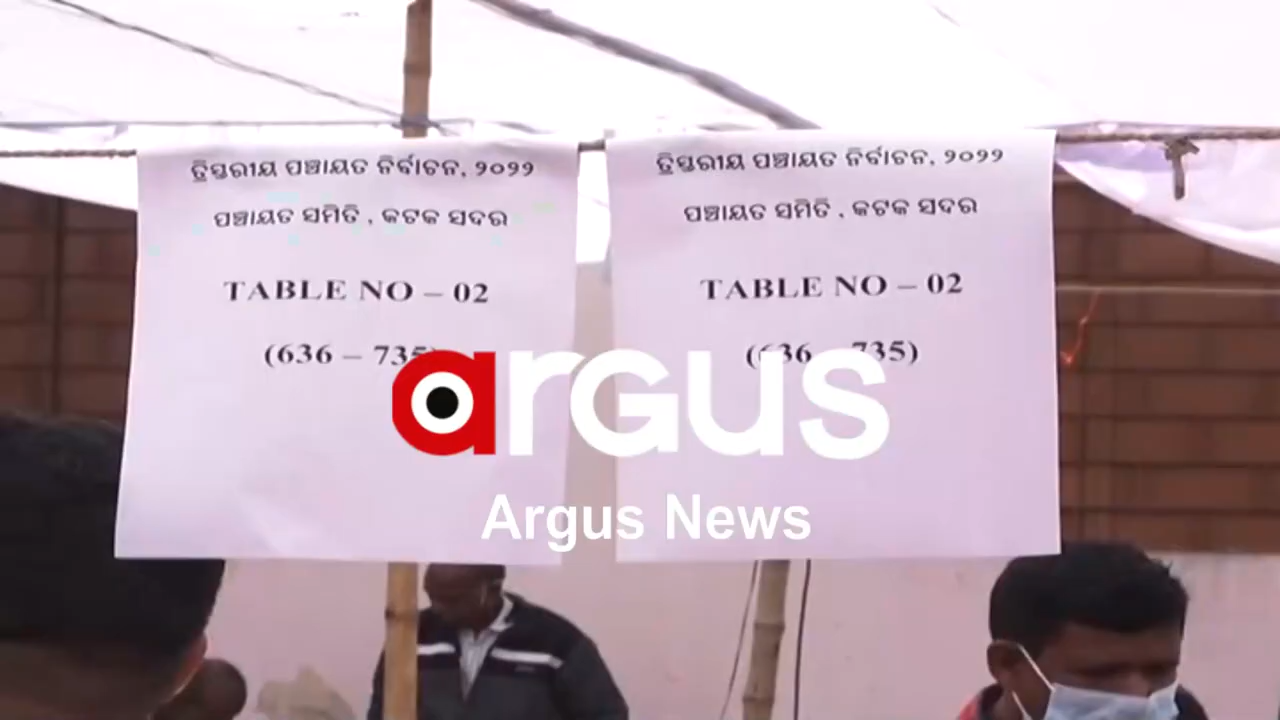 ତ୍ରିସ୍ତରୀୟ ପଞ୍ଚାୟତ ନିର୍ବାଚନ, ୨୦୨୨
ପଞ୍ଚାୟତ ସମିତି , କଟକ ସଦର
TABLE NO – 02
(636 – 735)
ତ୍ରିସ୍ତରୀୟ ପଞ୍ଚାୟତ ନିର୍ବାଚନ, ୨୦୨୨
ପଞ୍ଚାୟତ ସମିତି , କଟକ ସଦର
TABLE NO – 02
(636 – 735)
argus
Argus News